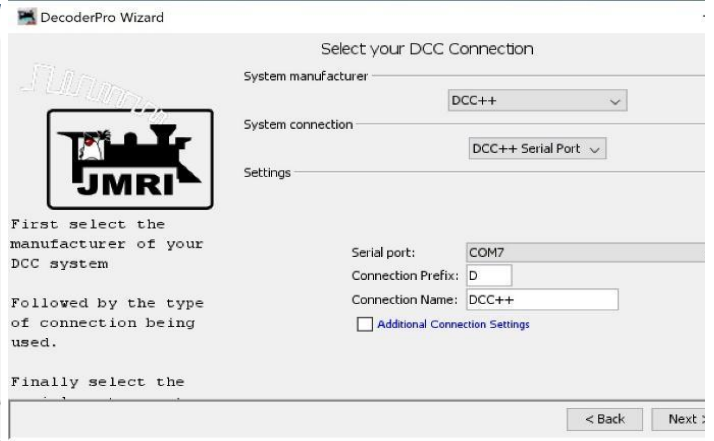 DecoderPro Wizard
Select your DCC Connection
System manufacturer
DCC++
System connection
DCC++ Serial Port
Settings
JMRI
First select the
manufacturer of your
DCC system
Followed by the type
of connection being
used.
Finally select the
Serial port: COM7
Connection Prefix: D
Connection Name: DCC++
Additional Connection Settings
< Back
Next >